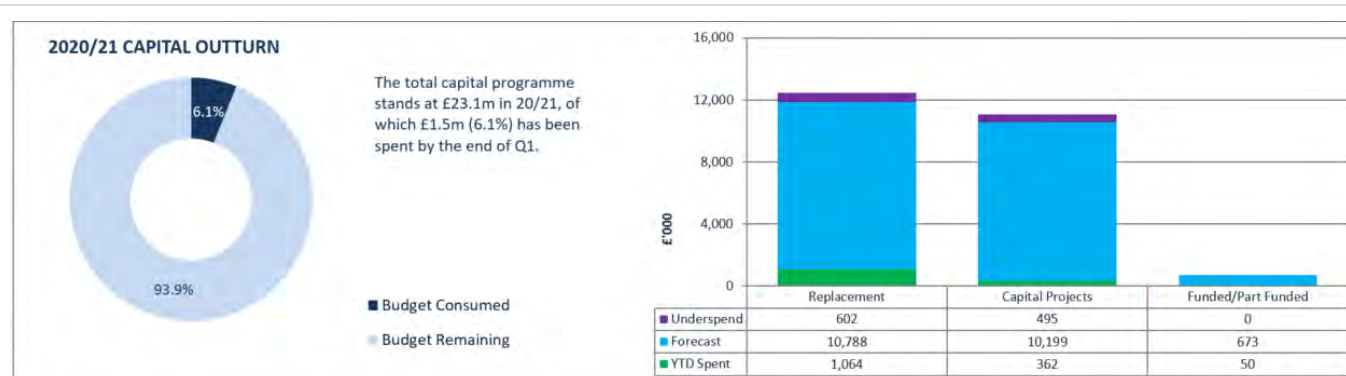 2020/21 CAPITAL OUTTURN
6.1%
93.9%
The total capital programme
stands at £23.1m in 20/21, of
which £1.5m (6.1%) has been
spent by the end of Q1.
Budget Consumed
Budget Remaining
16,000
12,000
8,000
4,000
0
£'000
Replacement Capital Projects Funded/Part Funded
Underspend 602 495 0
Forecast 10,788 10,199 673
YTD Spent 1,064 362 50